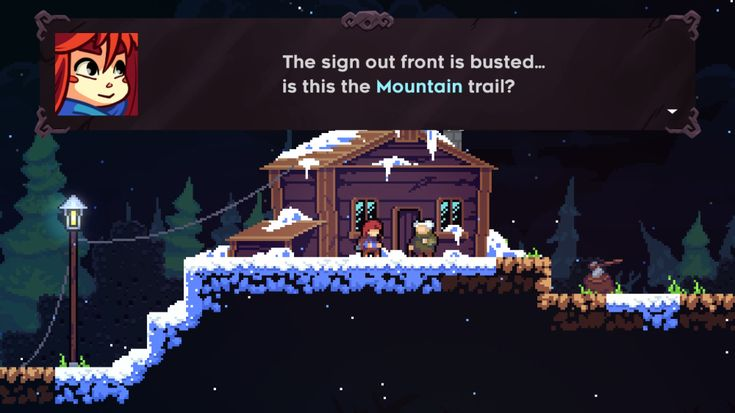 The sign out front is busted...
is this the Mountain trail?